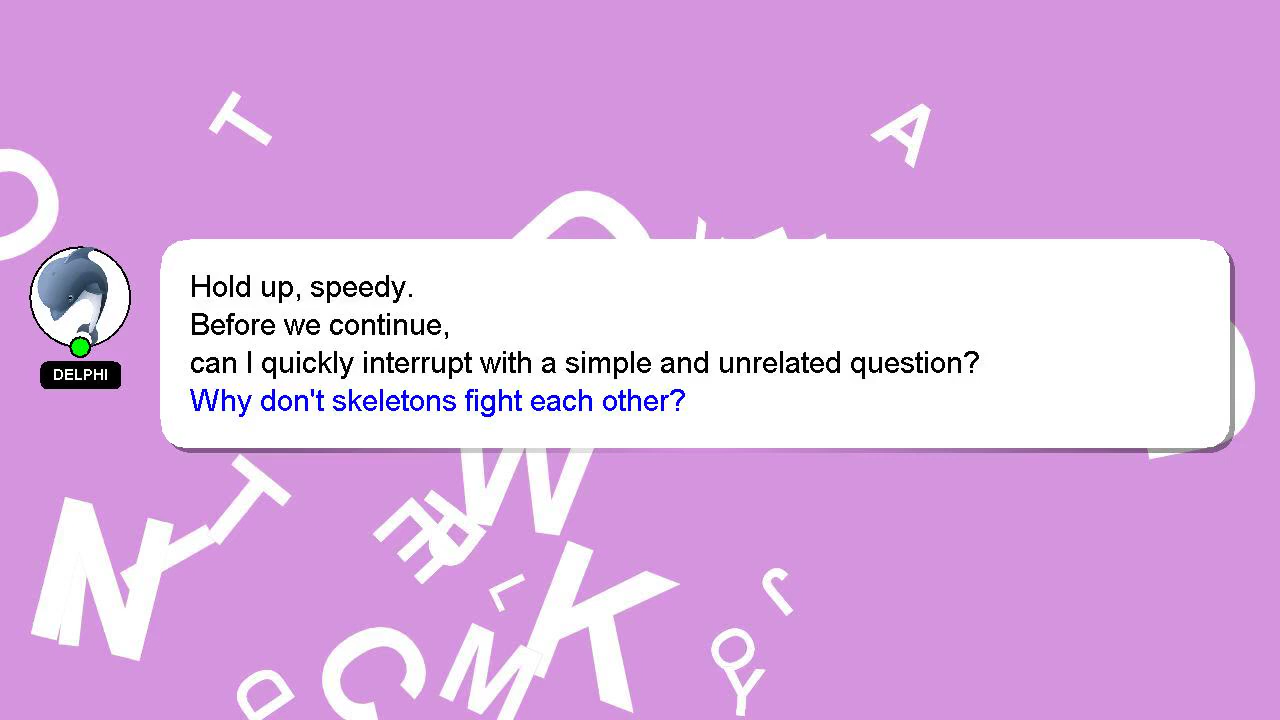 Hold up, speedy.
Before we continue,
can I quickly interrupt with a simple and unrelated question?
Why don't skeletons fight each other?
DELPHI
T
A
O
W
T
N
Y
E
R
L
K
J
C
M
D
O
Y